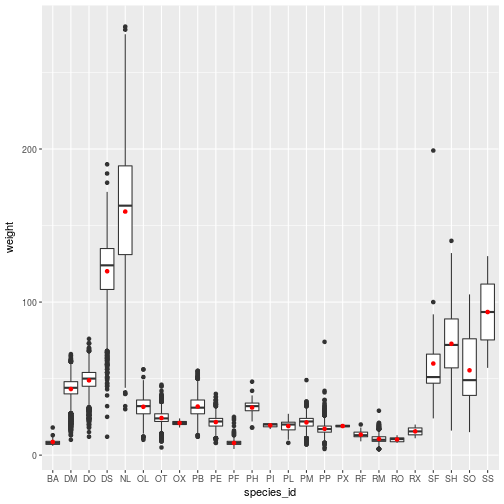 weight
200
100
0
BA DM DO DS NL OL OT OX PB PE PF PH PI PL PM PP PX RF RM RO RX SF SH SO SS
species_id